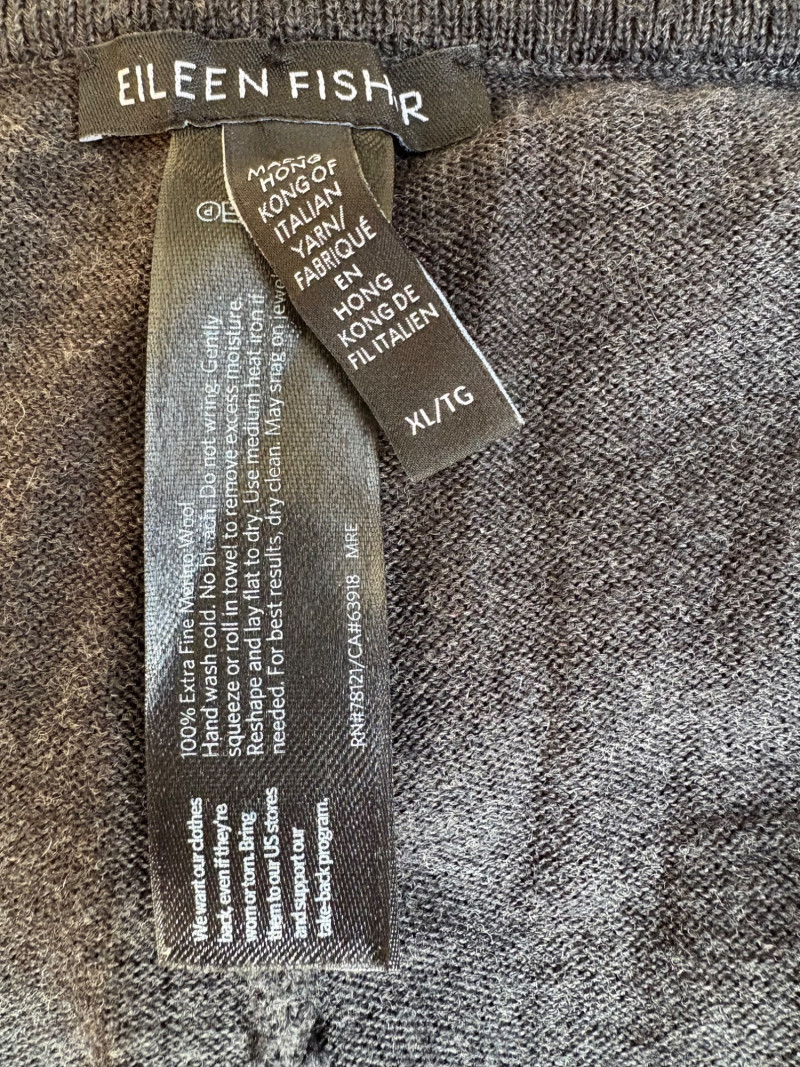 EILEEN FISHER
HONG
KONG OF
ITALIAN
YARN/
FABRIQUÉ
EN
HONG
KONG DE
FIL ITALIEN
XL/TG
100% Extra Fine Merino Wool
Hand wash cold. No bleach. Do not wring. Gently
squeeze or roll in towel to remove excess moisture.
Reshape and lay flat to dry. Use medium heat iron if
needed. For best results, dry clean. May snag on
RN#78121/CA#63918 MRE
We want our clothes
back, even if they're
worn or torn. Bring
them to our US stores
and support our
take-back program.